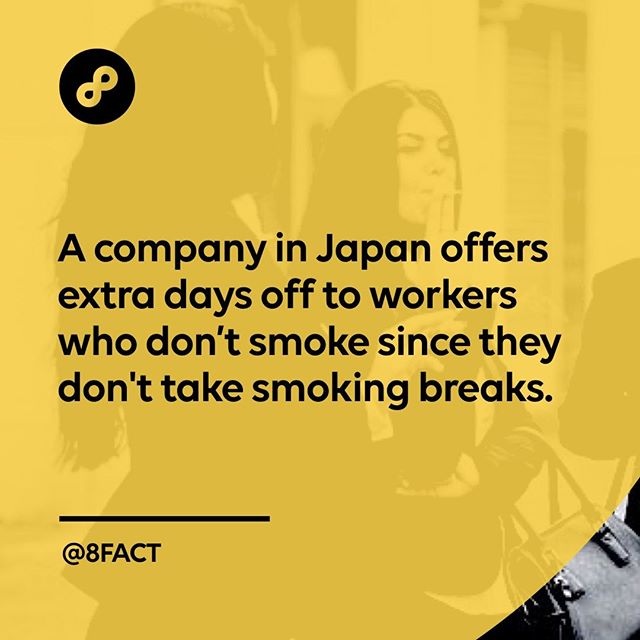 A company in Japan offers
extra days off to workers
who don’t smoke since they
don't take smoking breaks.
@8FACT